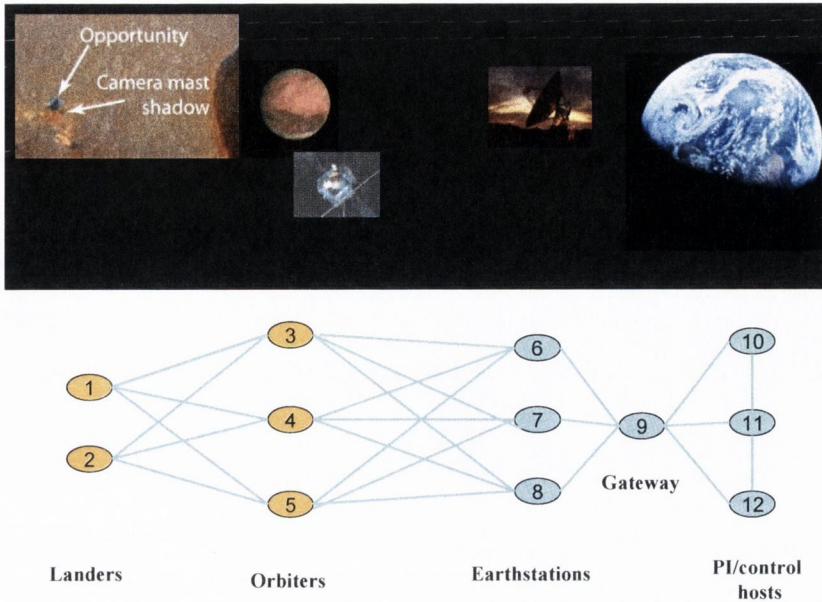 Opportunity
Camera mast
shadow
3
10
6
1
4
7
9
11
2
8
Gateway
5
12
Landers
Orbiters
Earthstations
PI/control
hosts